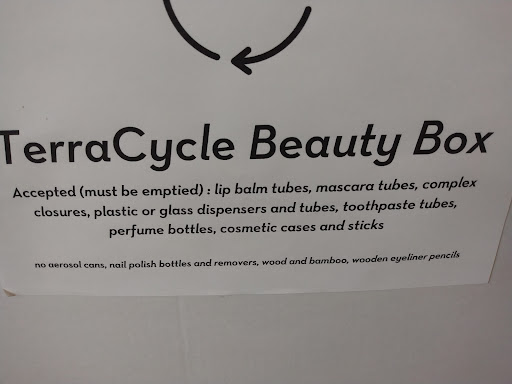 TerraCycle Beauty Box
Accepted (must be emptied) : lip balm tubes, mascara tubes, complex
closures, plastic or glass dispensers and tubes, toothpaste tubes,
perfume bottles, cosmetic cases and sticks
no aerosol cans, nail polish bottles and removers, wood and bamboo, wooden eyeliner pencils